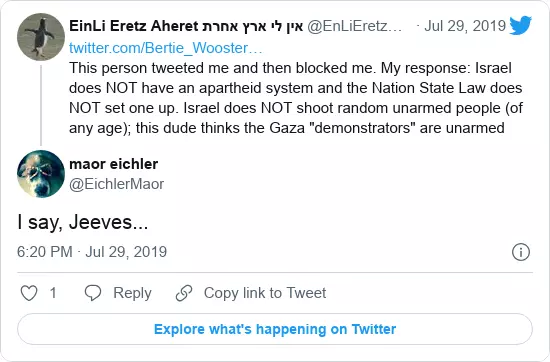 EinLi Eretz Aheret אין לי ארץ אחרת @EnLiEretz… · Jul 29, 2019
twitter.com/Bertie_Wooster…
This person tweeted me and then blocked me. My response: Israel
does NOT have an apartheid system and the Nation State Law does
NOT set one up. Israel does NOT shoot random unarmed people (of
any age); this dude thinks the Gaza "demonstrators" are unarmed
maor eichler
@EichlerMaor
I say, Jeeves...
6:20 PM · Jul 29, 2019
1 Reply Copy link to Tweet
Explore what's happening on Twitter